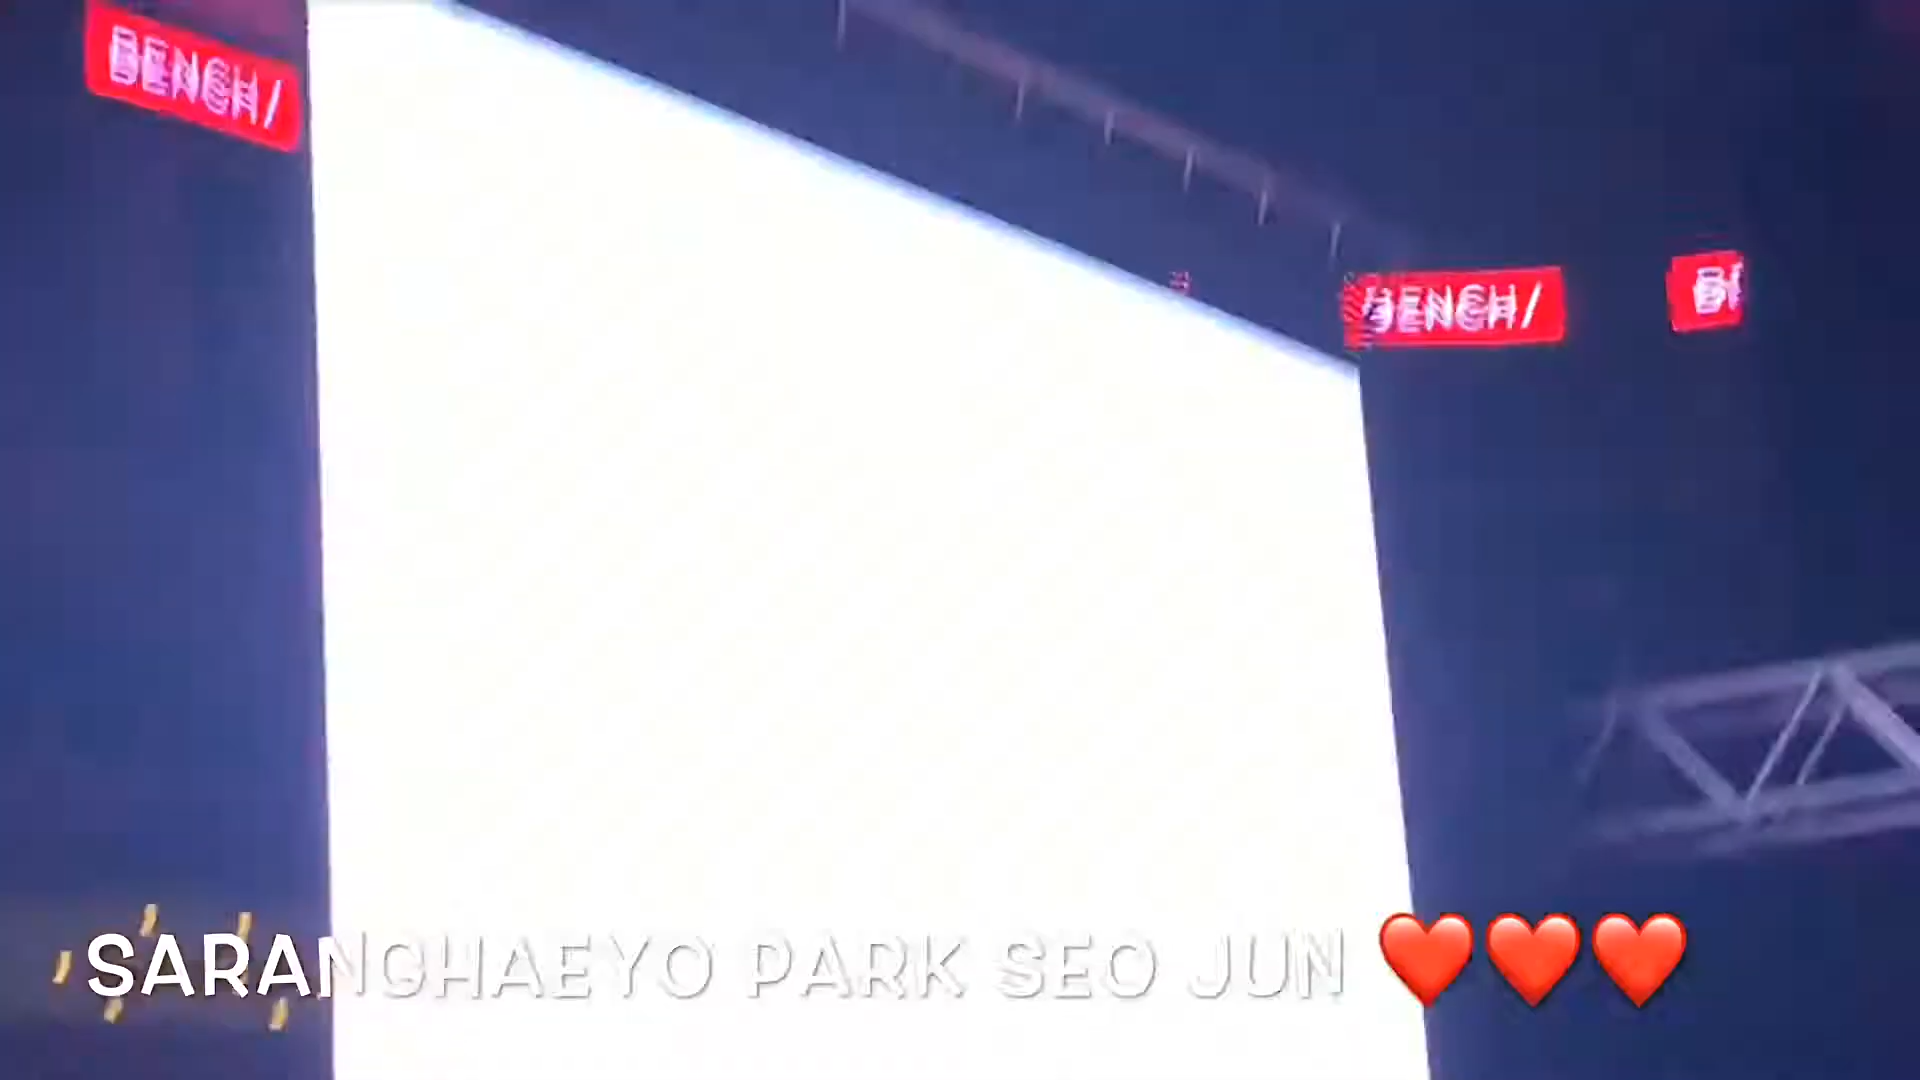 BENCH/
BENCH/
SARANGHAEYO PARK SEO JUN ❤️❤️❤️